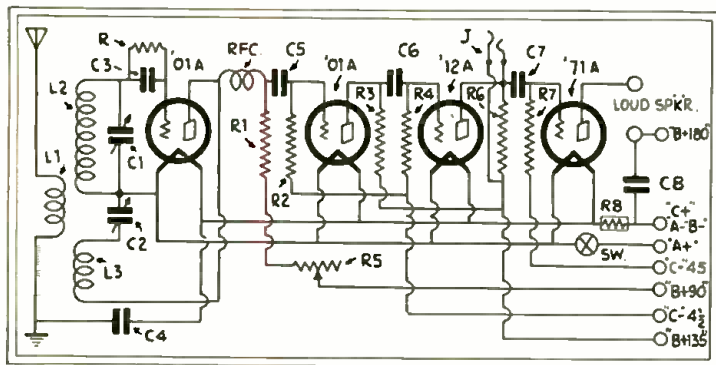 R
'01A
RFC.
C5
'01A
C6
'12A
J
C7
'71A
C3
L2
R1
R3
R4
R6
R7
LOUD SPKR.
"B+180"
L1
C1
R2
C8
C2
R8
"C+"
"A-"B-"
L3
R5
SW.
"A+"
"C-"45
"B+90"
C4
"C-"4½
"B+135"